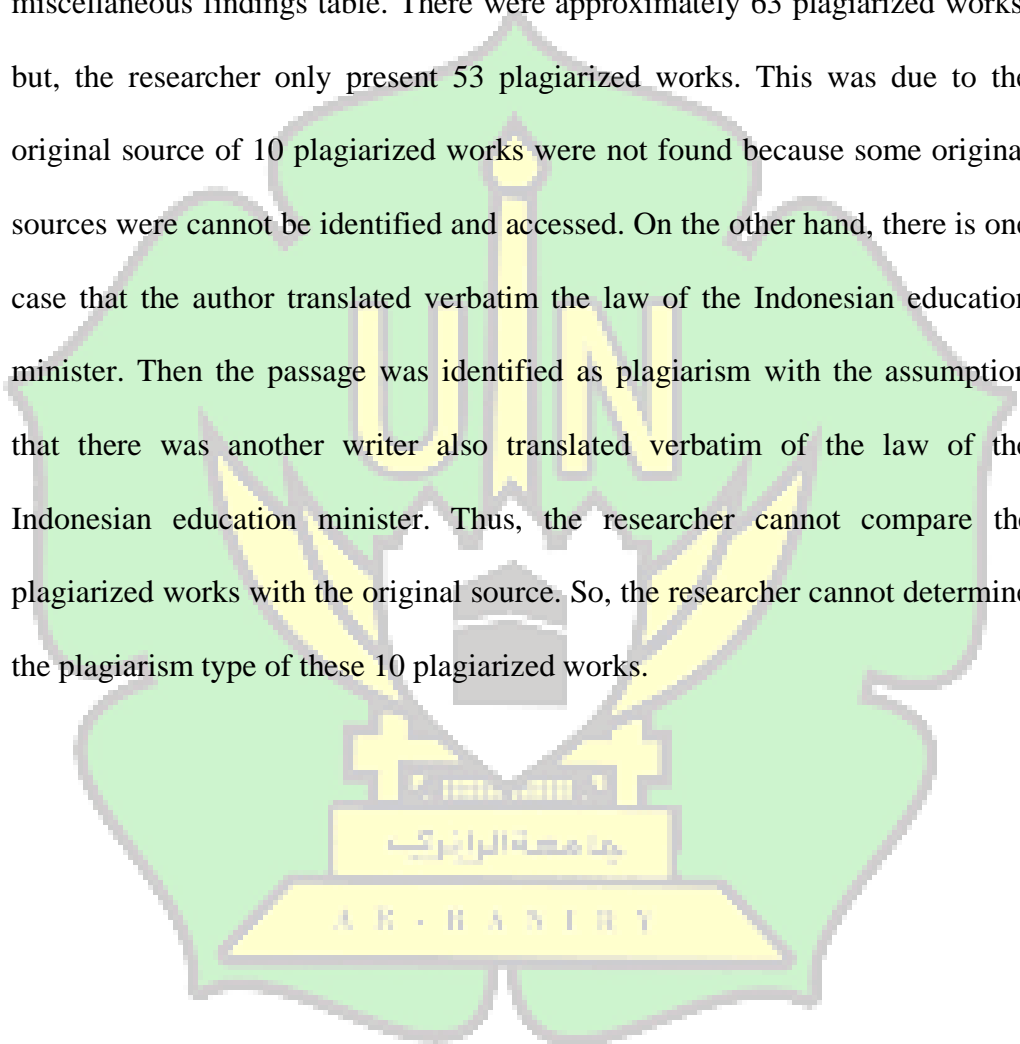 miscellaneous findings table. There were approximately 63 plagiarized works
but, the researcher only present 53 plagiarized works. This was due to the
original source of 10 plagiarized works were not found because some original
sources were cannot be identified and accessed. On the other hand, there is one
case that the author translated verbatim the law of the Indonesian education
minister. Then the passage was identified as plagiarism with the assumption
that there was another writer also translated verbatim of the law of the
Indonesian education minister. Thus, the researcher cannot compare the
plagiarized works with the original source. So, the researcher cannot determine
the plagiarism type of these 10 plagiarized works.
UIN
جامعة الرانيري
AR-RANIRY